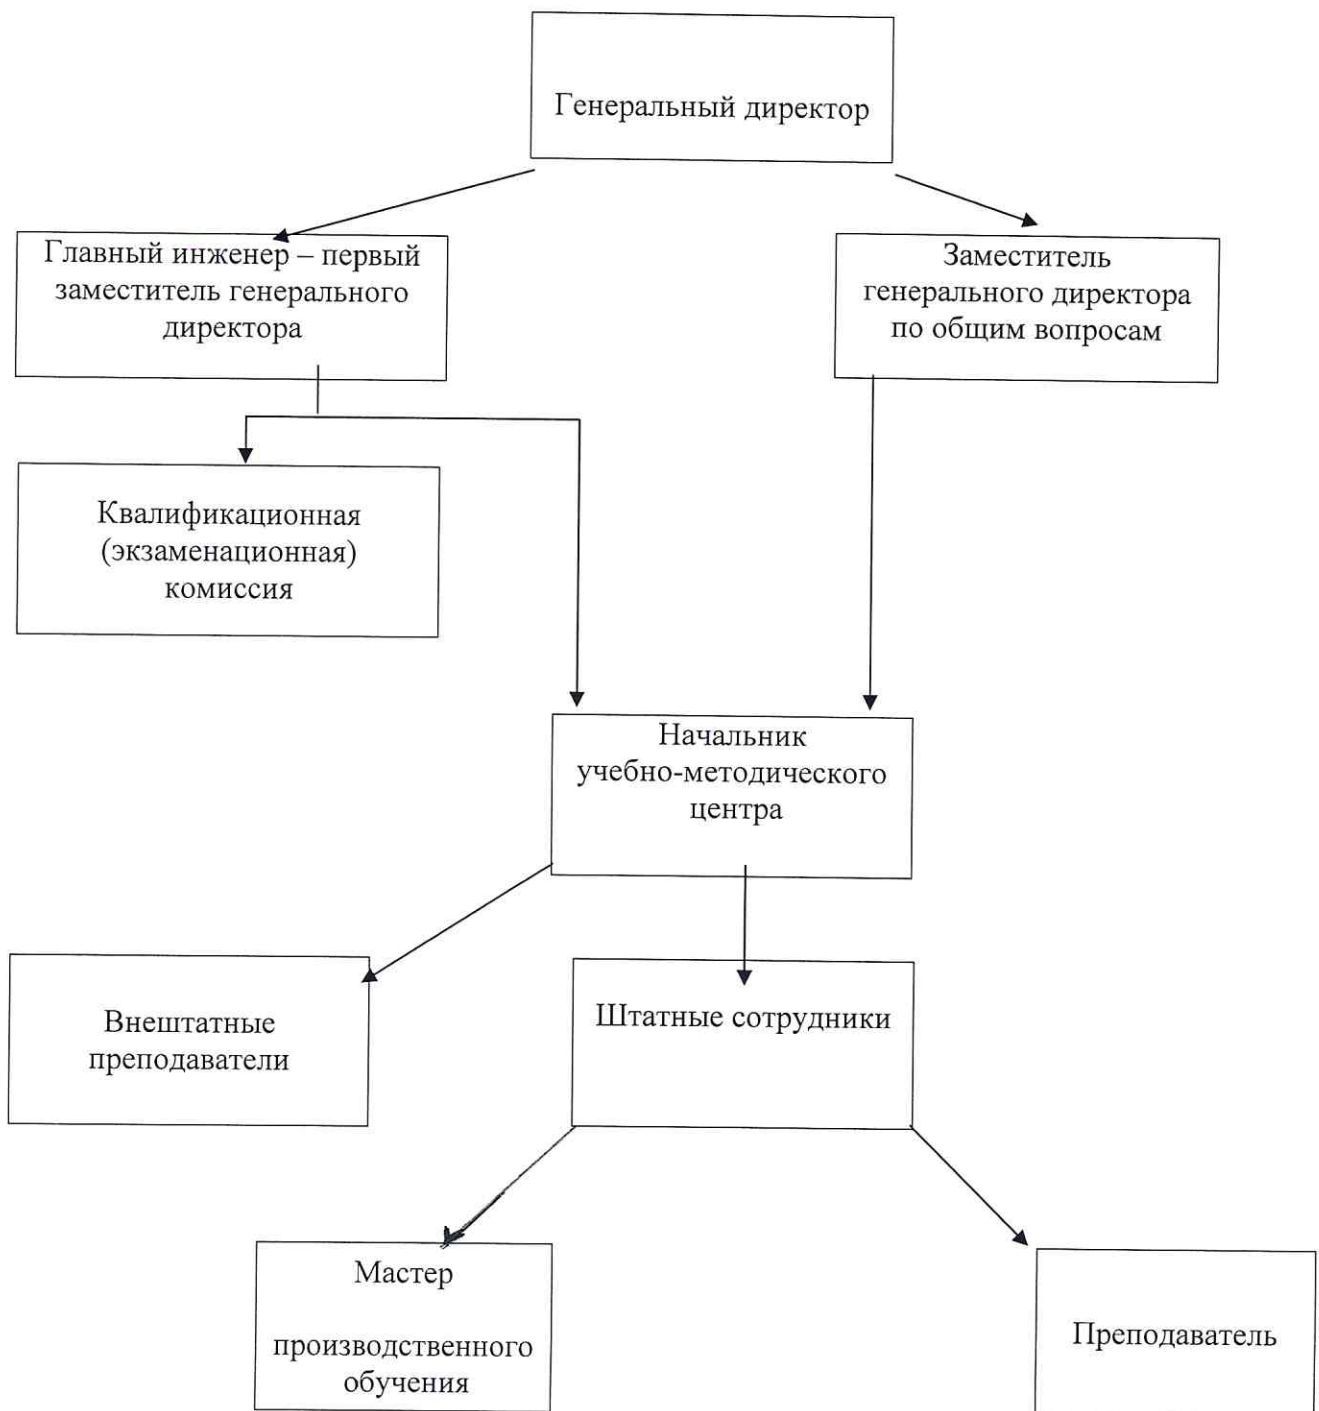 Генеральный директор
Главный инженер – первый
заместитель генерального
директора
Заместитель
генерального директора
по общим вопросам
Квалификационная
(экзаменационная)
комиссия
Начальник
учебно-методического
центра
Внештатные
преподаватели
Штатные сотрудники
Мастер
производственного
обучения
Преподаватель